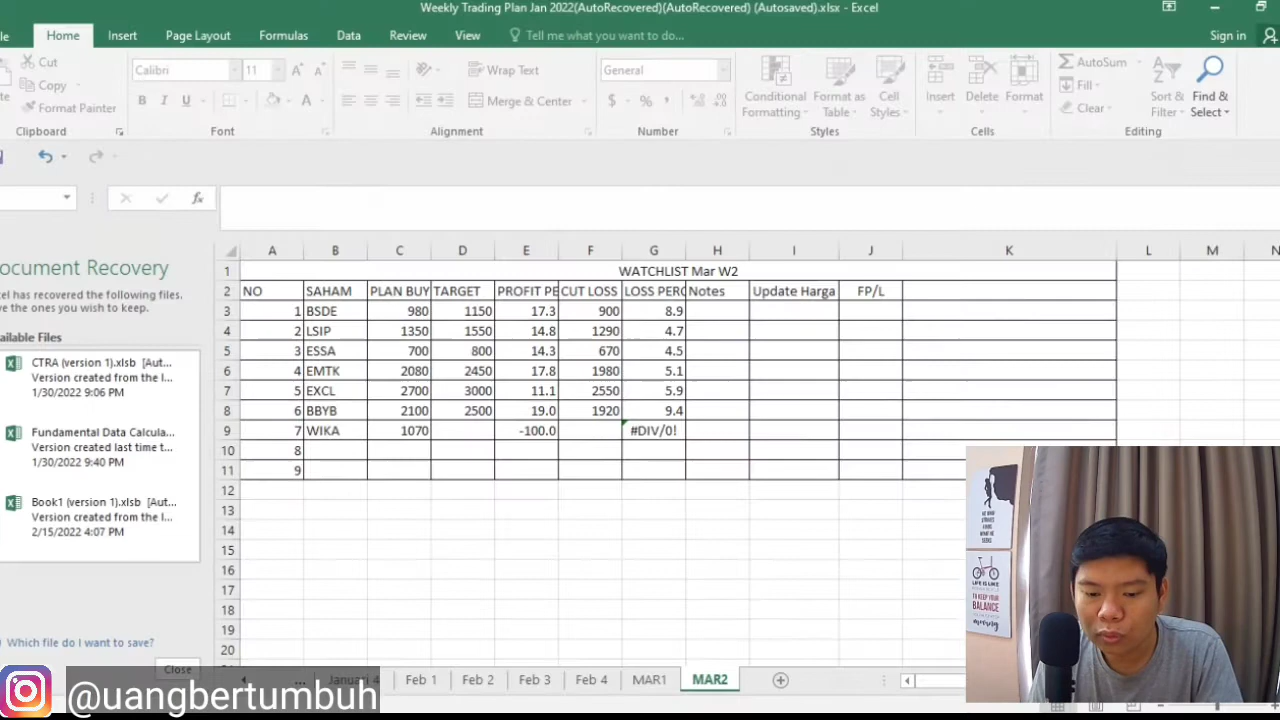 Weekly Trading Plan Jan 2022(AutoRecovered)(AutoRecovered) (Autosaved).xlsx - Excel
Home Insert Page Layout Formulas Data Review View Tell me what you want to do... Sign in
Cut
Copy
Format Painter
Clipboard
Calibri 11
B I U
Font
Wrap Text
Merge & Center
Alignment
General
$ % ,
Number
Conditional Formatting
Format as Table
Cell Styles
Styles
Insert Delete Format
Cells
AutoSum
Fill
Clear
Sort & Filter
Find & Select
Editing
fx
A B C D E F G H I J K L M N
1 WATCHLIST Mar W2
2 NO SAHAM PLAN BUY TARGET PROFIT PE CUT LOSS LOSS PERC Notes Update Harga FP/L
3 1 BSDE 980 1150 17.3 900 8.9
4 2 LSIP 1350 1550 14.8 1290 4.7
5 3 ESSA 700 800 14.3 670 4.5
6 4 EMTK 2080 2450 17.8 1980 5.1
7 5 EXCL 2700 3000 11.1 2550 5.9
8 6 BBYB 2100 2500 19.0 1920 9.4
9 7 WIKA 1070 -100.0 #DIV/0!
10 8
11 9
12
13
14
15
16
17
18
19
20
ocument Recovery
cel has recovered the following files.
ve the ones you wish to keep.
ailable Files
CTRA (version 1).xlsb [Aut...
Version created from the l...
1/30/2022 9:06 PM
Fundamental Data Calcula...
Version created last time t...
1/30/2022 9:40 PM
Book1 (version 1).xlsb [Aut...
Version created from the l...
2/15/2022 4:07 PM
Which file do I want to save?
Close
... Januari 4 Feb 1 Feb 2 Feb 3 Feb 4 MAR1 MAR2
@uangbertumbuh
LIFE IS LIKE
TO KEEP YOUR
BALANCE